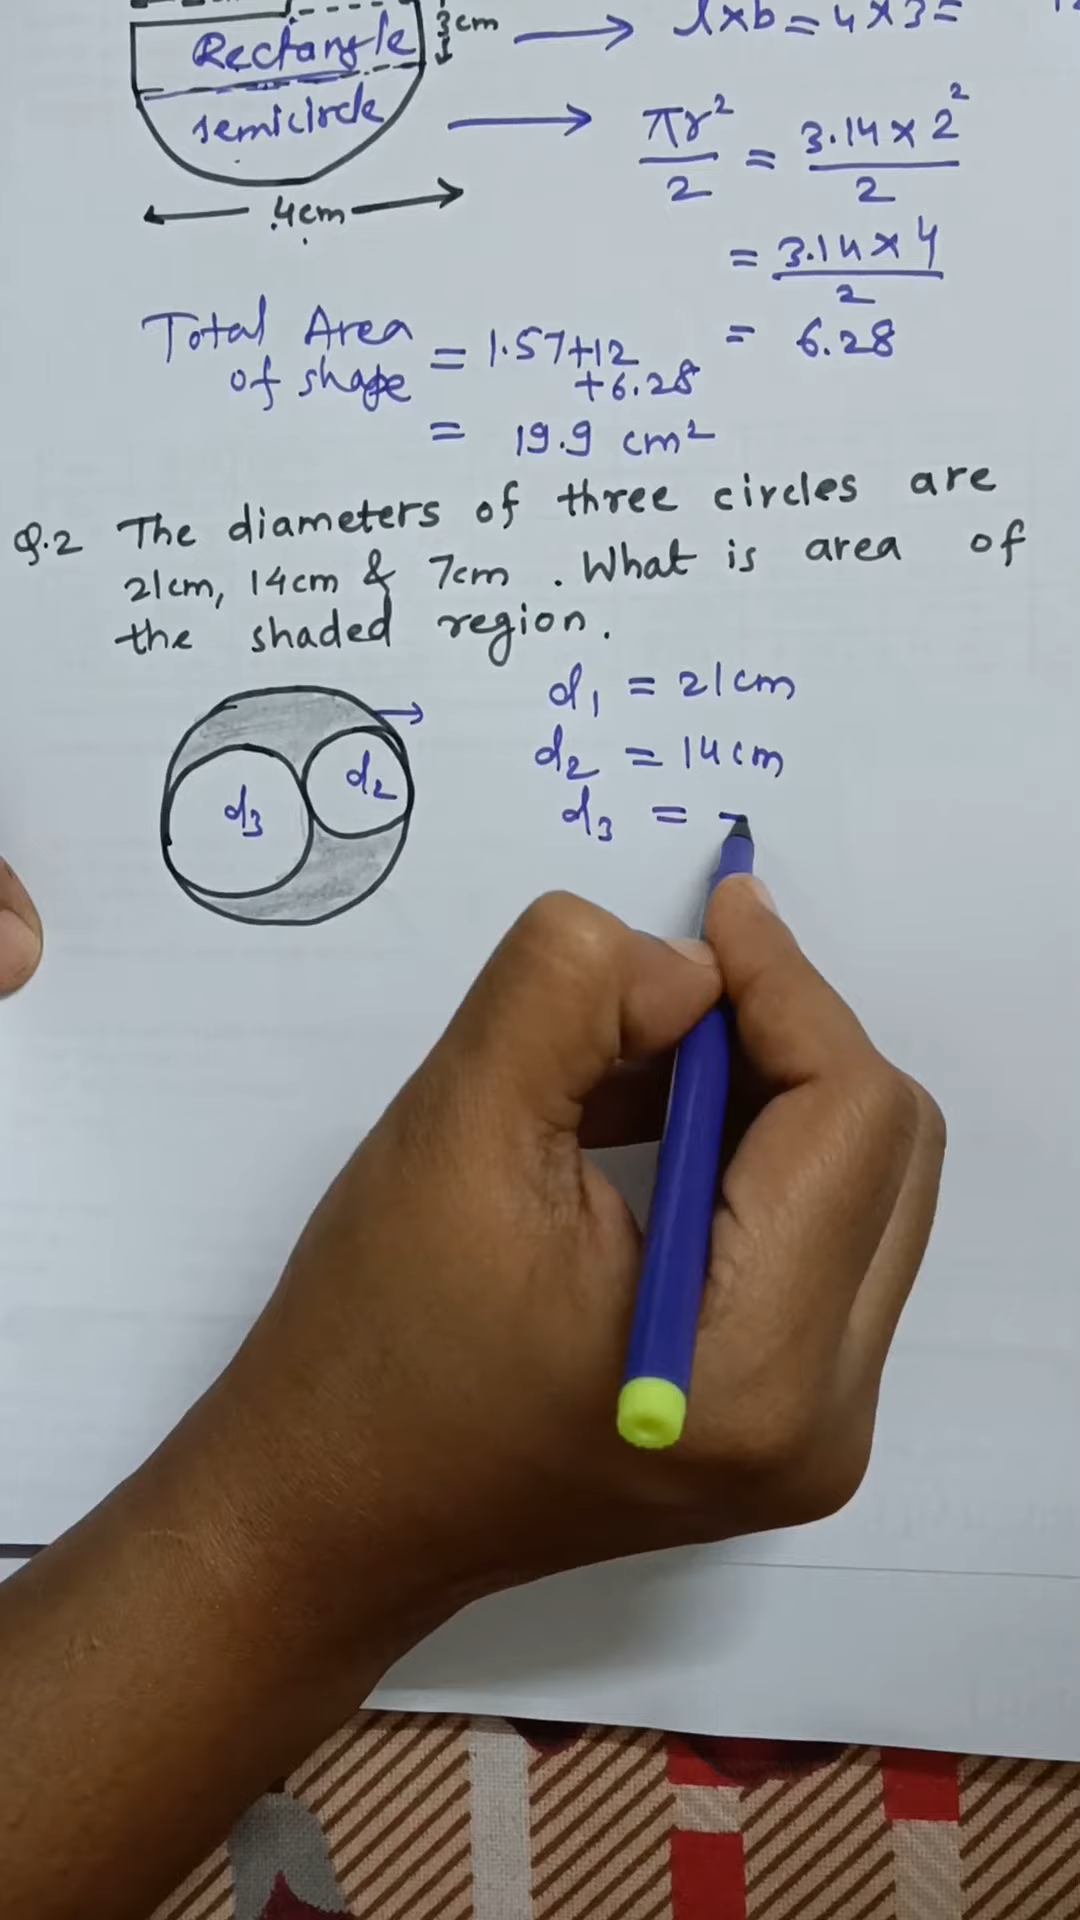 Rectangle
3cm
l×b = 4×3 =
semicircle
πr²/2 = 3.14×2²/2
4cm
= 3.14×4/2
= 6.28
Total Area of shape = 1.57+12+6.28
= 19.9 cm²
Q.2 The diameters of three circles are
21cm, 14cm & 7cm. What is area of
the shaded region.
d₁ = 21cm
d₂ = 14cm
d₃ =
d₃
d₂